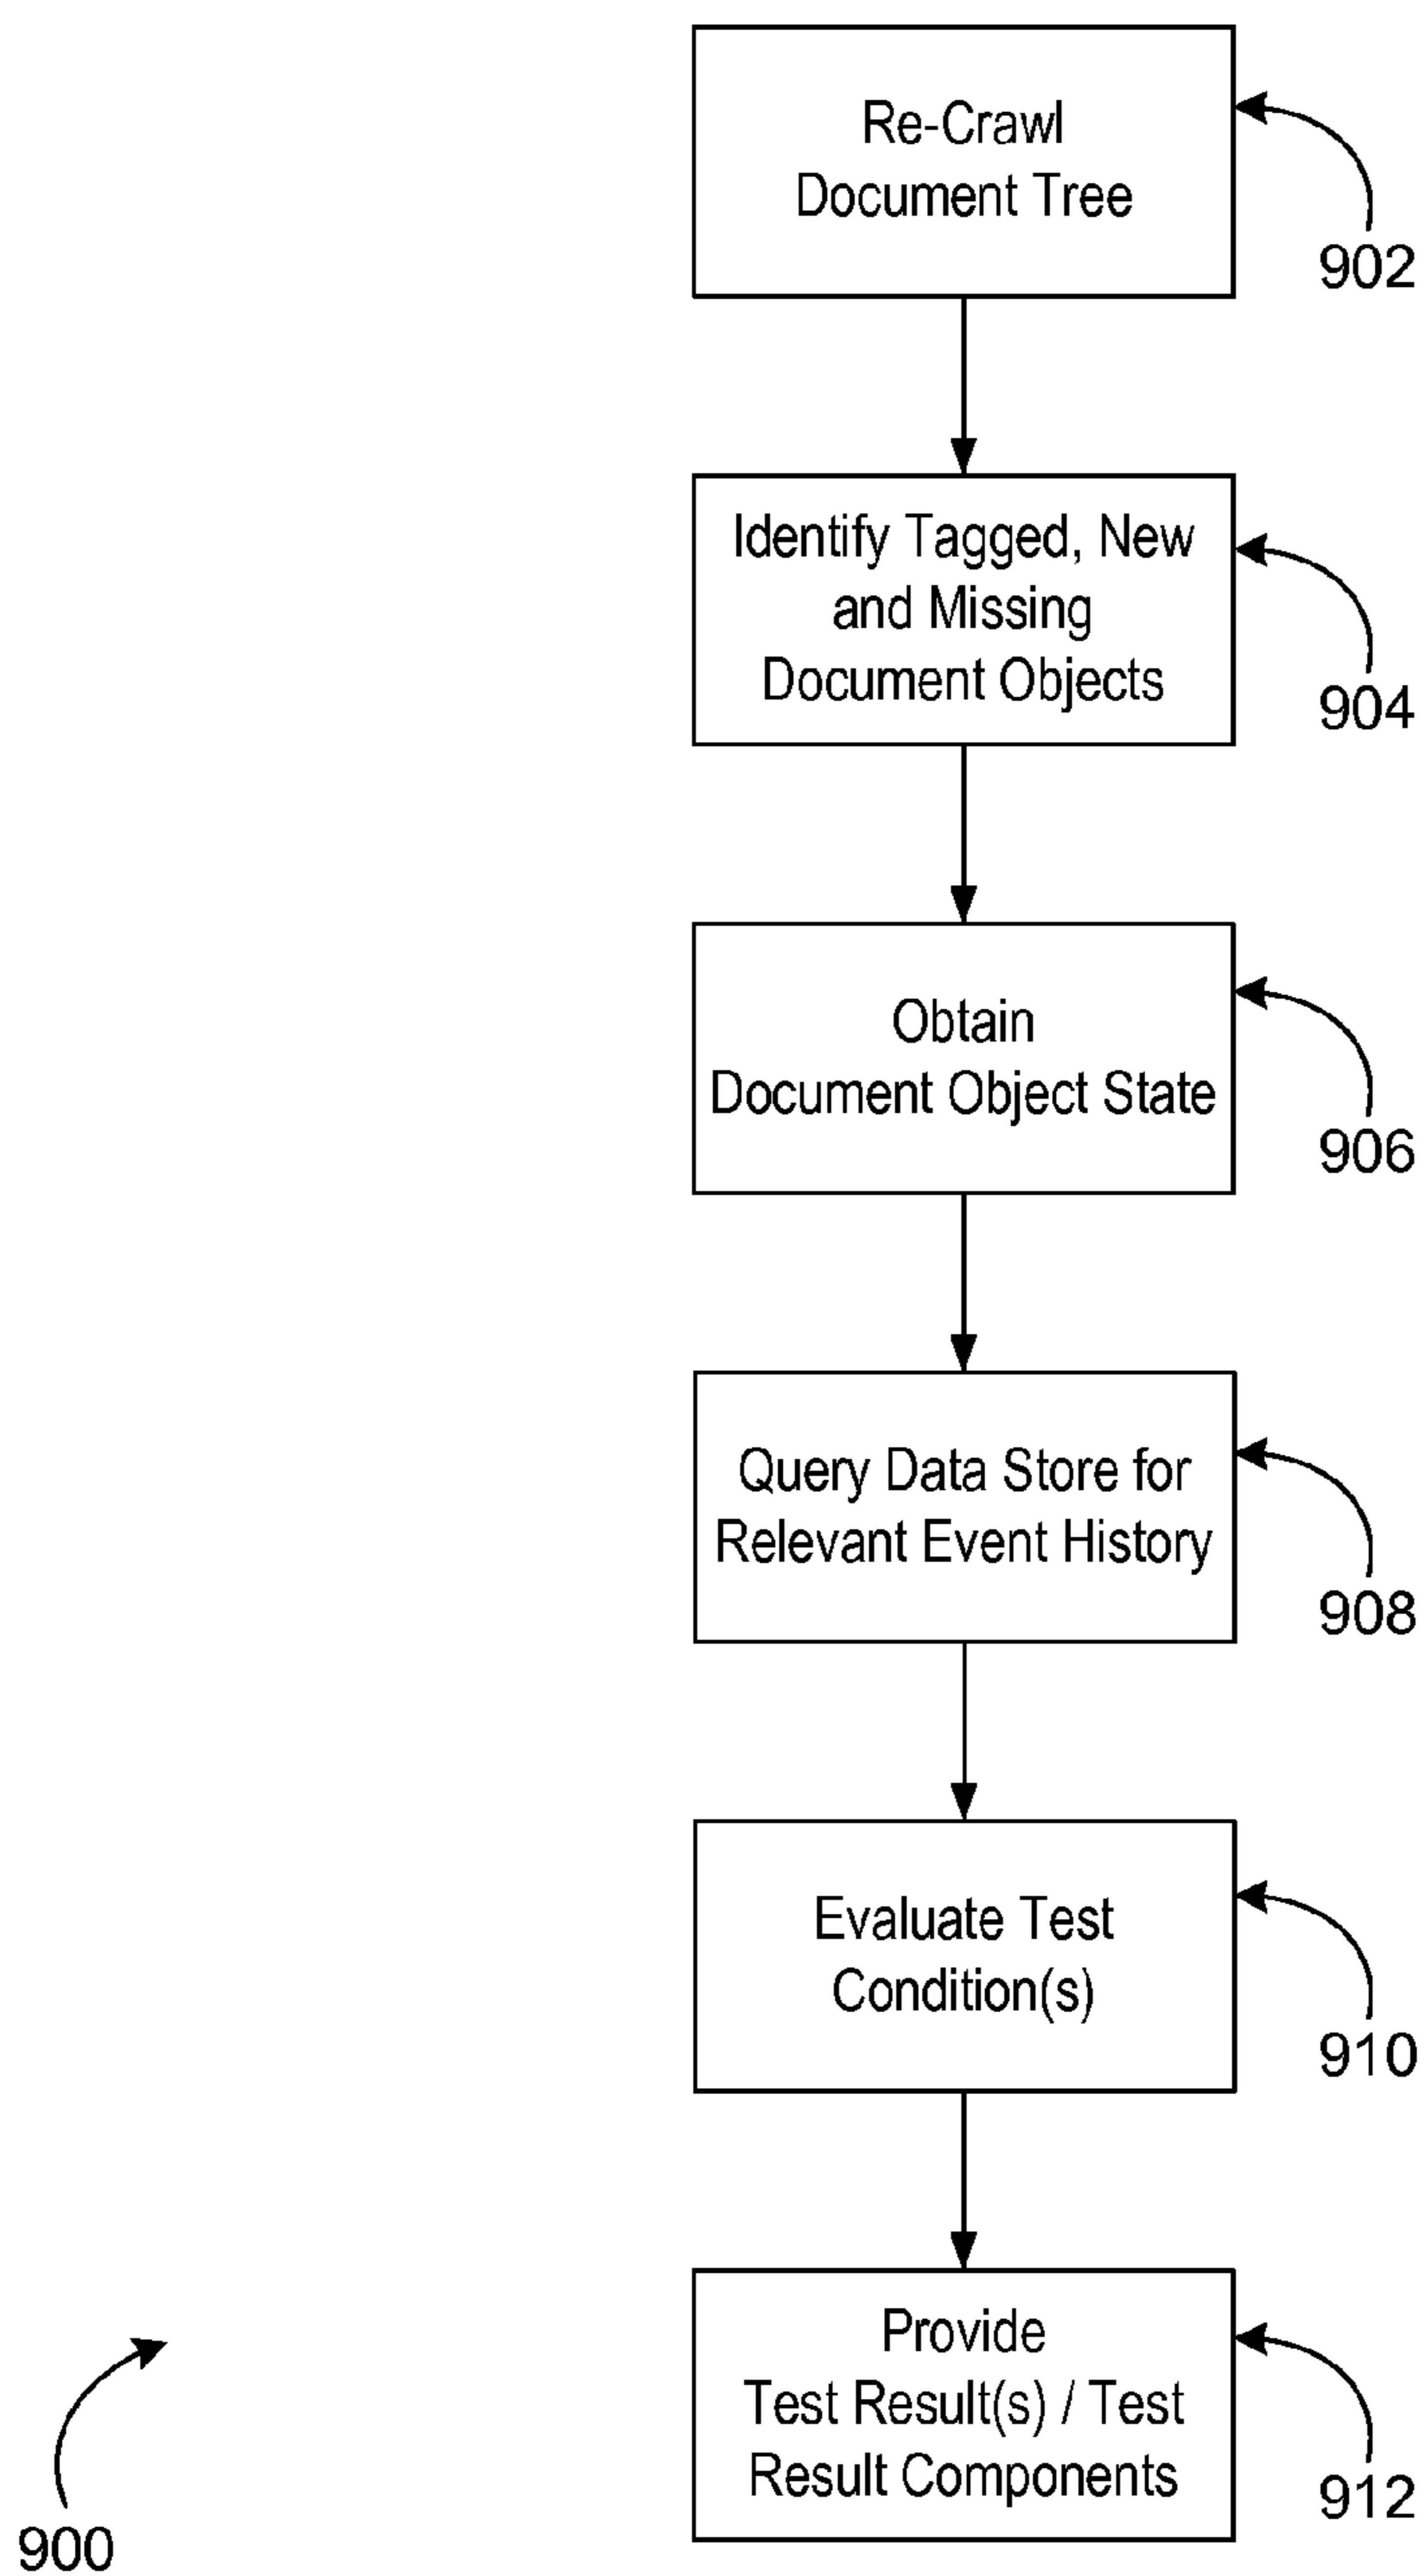 Re-Crawl
Document Tree
902
Identify Tagged, New
and Missing
Document Objects
904
Obtain
Document Object State
906
Query Data Store for
Relevant Event History
908
Evaluate Test
Condition(s)
910
Provide
Test Result(s) / Test
Result Components
912
900